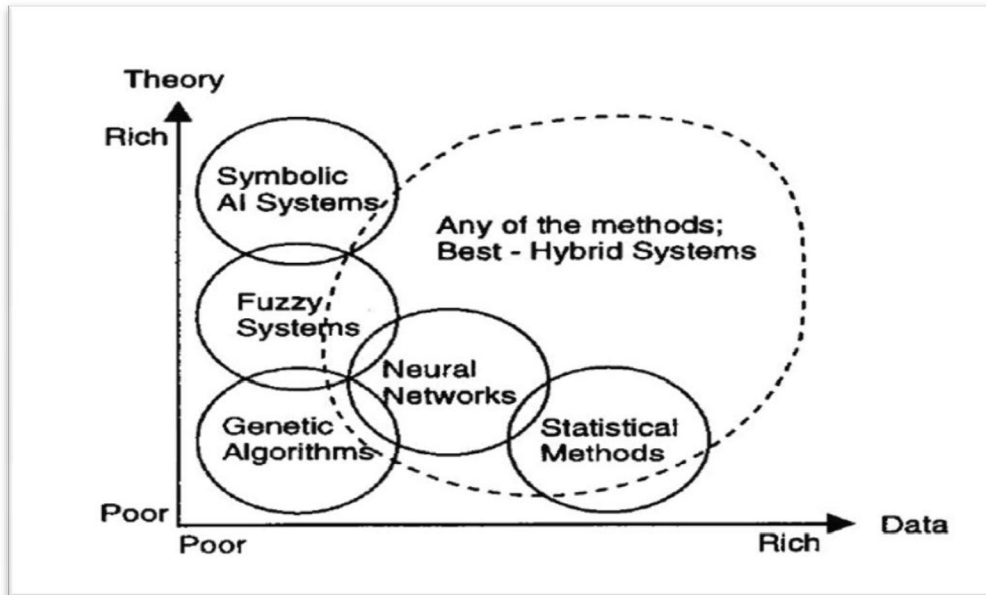 Theory
Rich
Symbolic
AI Systems
Any of the methods;
Best - Hybrid Systems
Fuzzy
Systems
Neural
Networks
Genetic
Algorithms
Statistical
Methods
Poor
Data
Poor
Rich